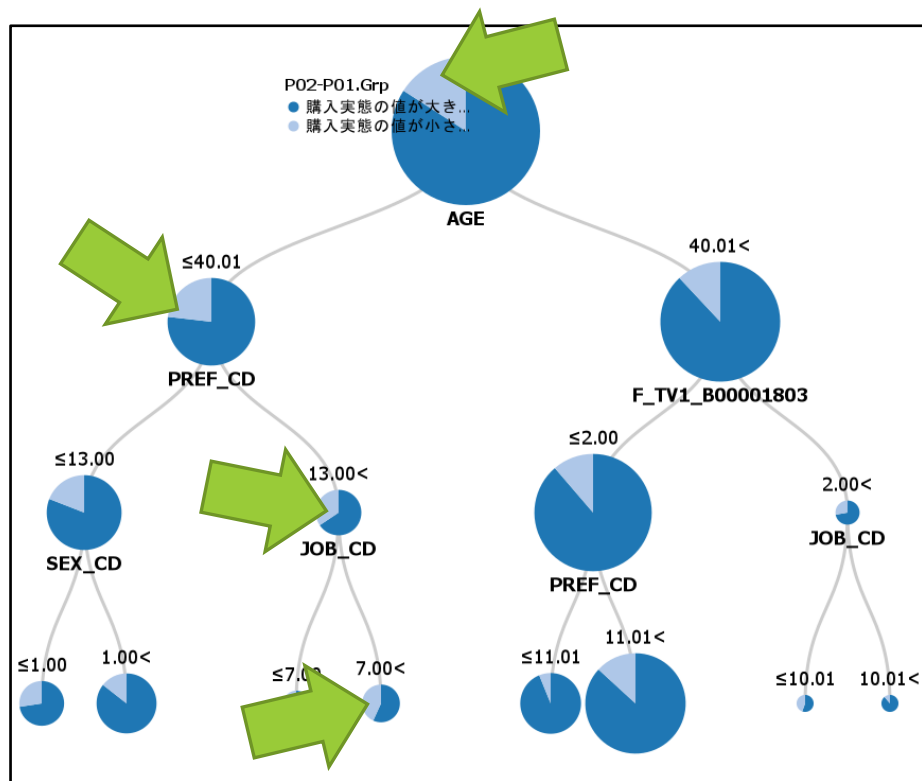 P02-P01.Grp
購入実態の値が大き...
購入実態の値が小さ...
AGE
≤40.01
40.01<
PREF_CD
F_TV1_B00001803
≤13.00
13.00<
≤2.00
2.00<
SEX_CD
JOB_CD
PREF_CD
JOB_CD
≤1.00
1.00<
≤7.00
7.00<
≤11.01
11.01<
≤10.01
10.01<